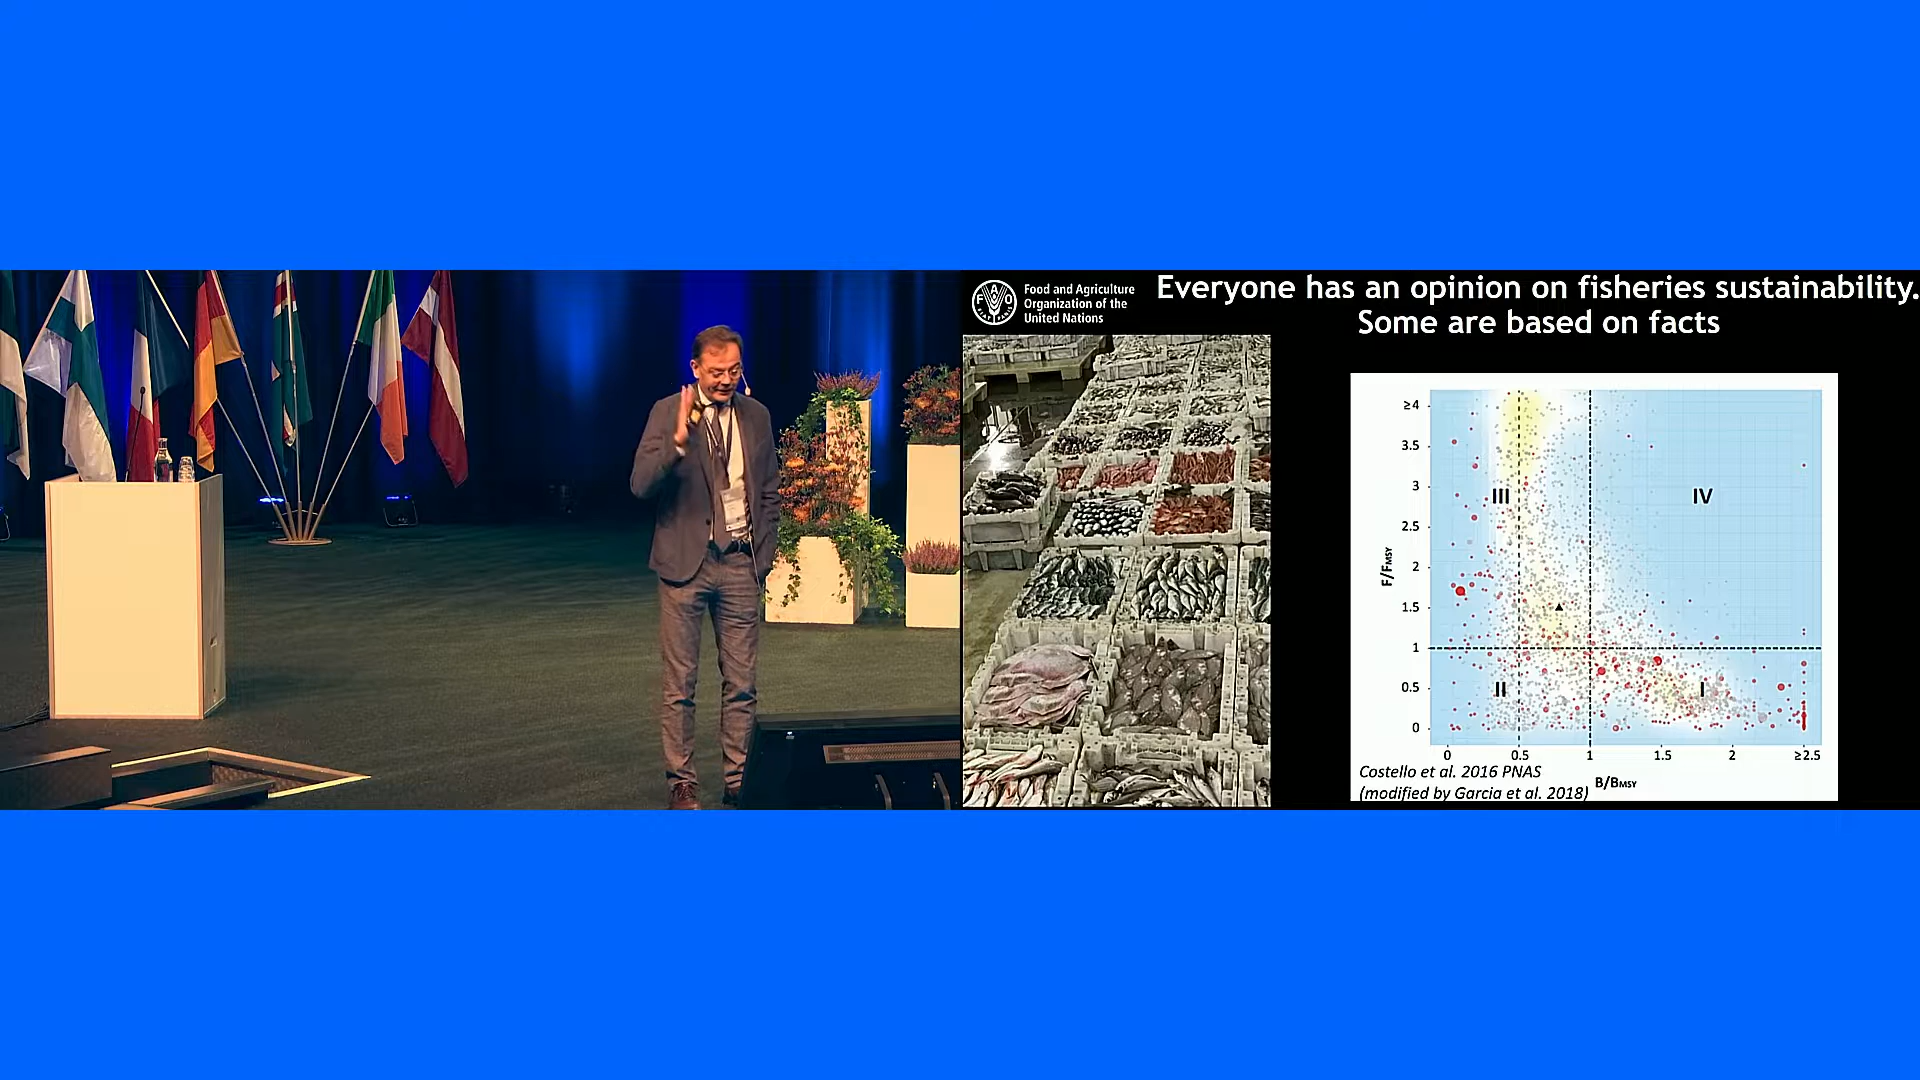 Food and Agriculture
Organization of the
United Nations
FAO
FIAT PANIS
Everyone has an opinion on fisheries sustainability.
Some are based on facts
≥4
3.5
3
2.5
2
1.5
1
0.5
0
F/FMSY
III
IV
II
I
0
0.5
1
1.5
2
≥2.5
B/BMSY
Costello et al. 2016 PNAS
(modified by Garcia et al. 2018)